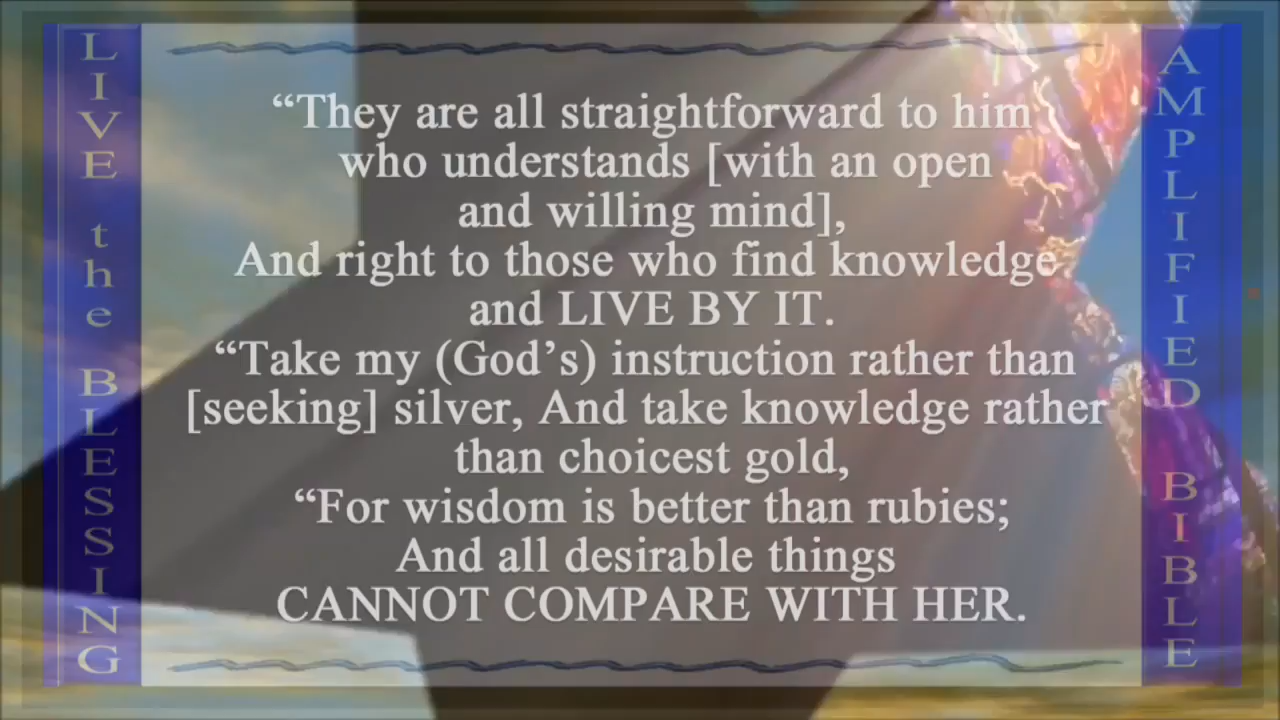 LIVE the BLESSING
“They are all straightforward to him
who understands [with an open
and willing mind],
And right to those who find knowledge
and LIVE BY IT.
“Take my (God’s) instruction rather than
[seeking] silver, And take knowledge rather
than choicest gold,
“For wisdom is better than rubies;
And all desirable things
CANNOT COMPARE WITH HER.
AMPLIFIED BIBLE